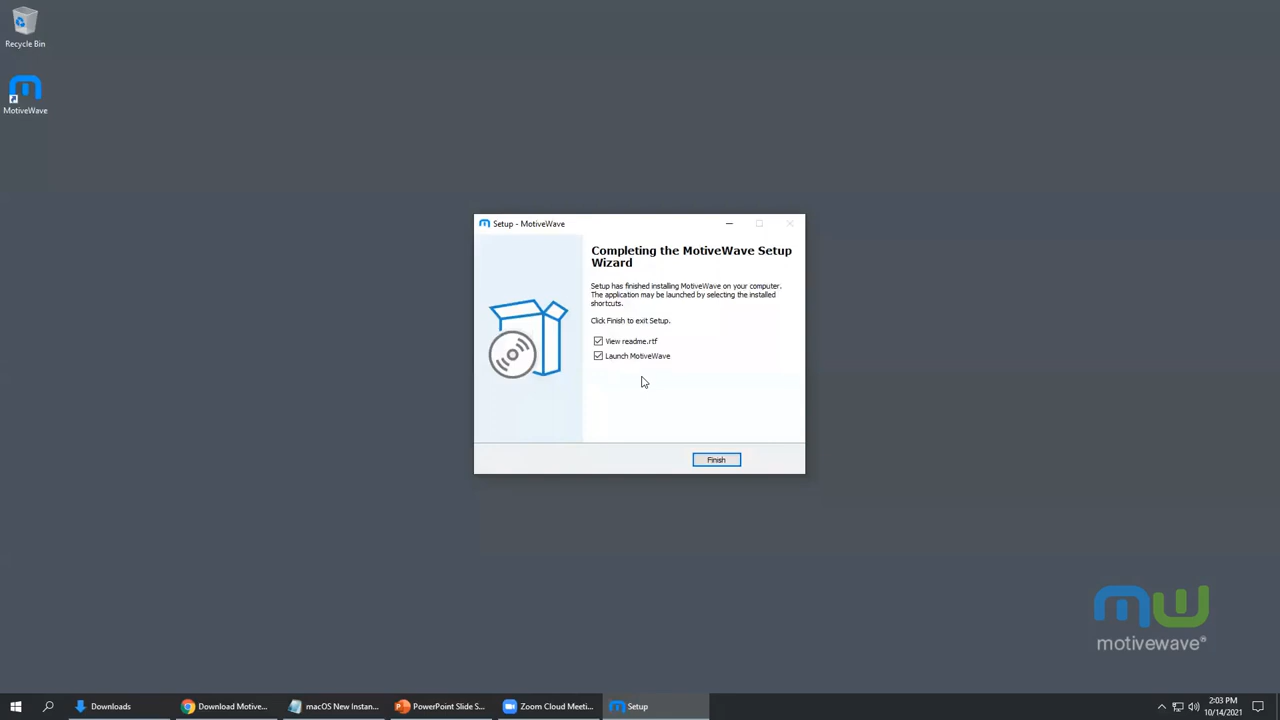 Recycle Bin
MotiveWave
Setup - MotiveWave
Completing the MotiveWave Setup
Wizard
Setup has finished installing MotiveWave on your computer.
The application may be launched by selecting the installed
shortcuts.
Click Finish to exit Setup.
View readme.rtf
Launch MotiveWave
Finish
motivewave®
Downloads
Download Motive...
macOS New Instan...
PowerPoint Slide S...
Zoom Cloud Meeti...
Setup
2:03 PM
10/14/2021